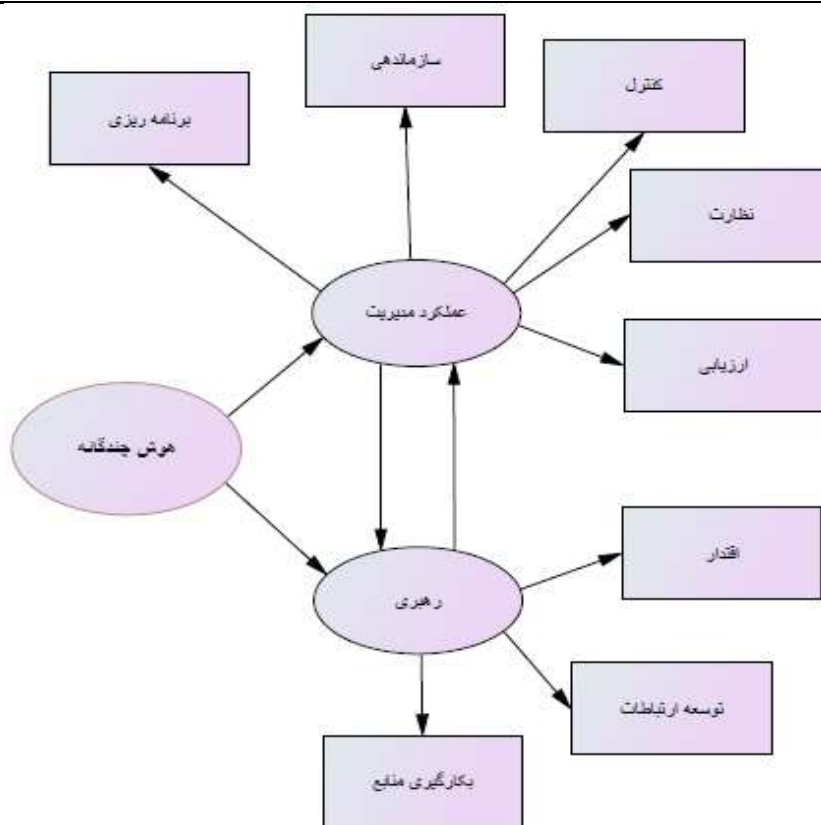 سازماندهی
کنترل
برنامه ریزی
نظارت
عملکرد مدیریت
ارزیابی
هوش چندگانه
اقتدار
رهبری
توسعه ارتباطات
بکارگیری منابع